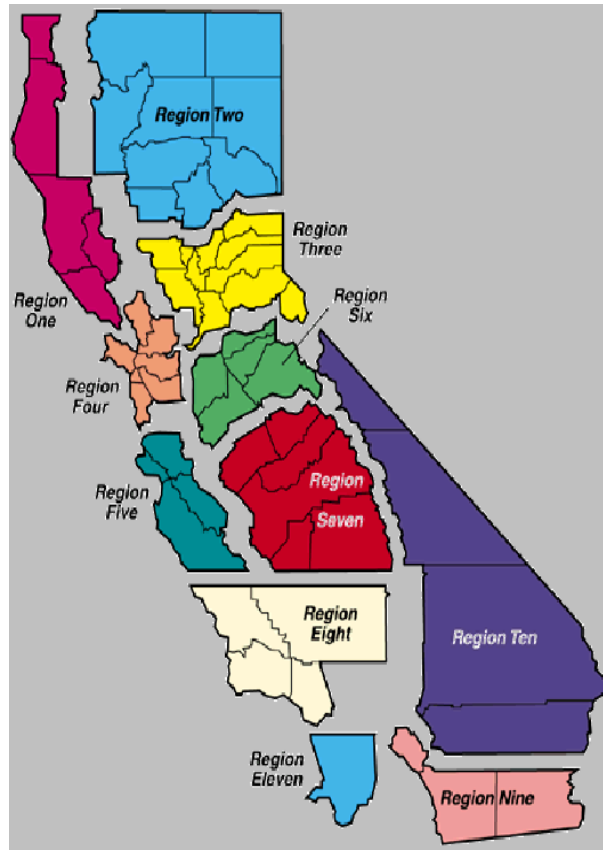 Region Two
Region
Three
Region
One
Region
Six
Region
Four
Region
Five
Region
Seven
Region
Eight
Region Ten
Region
Eleven
Region Nine